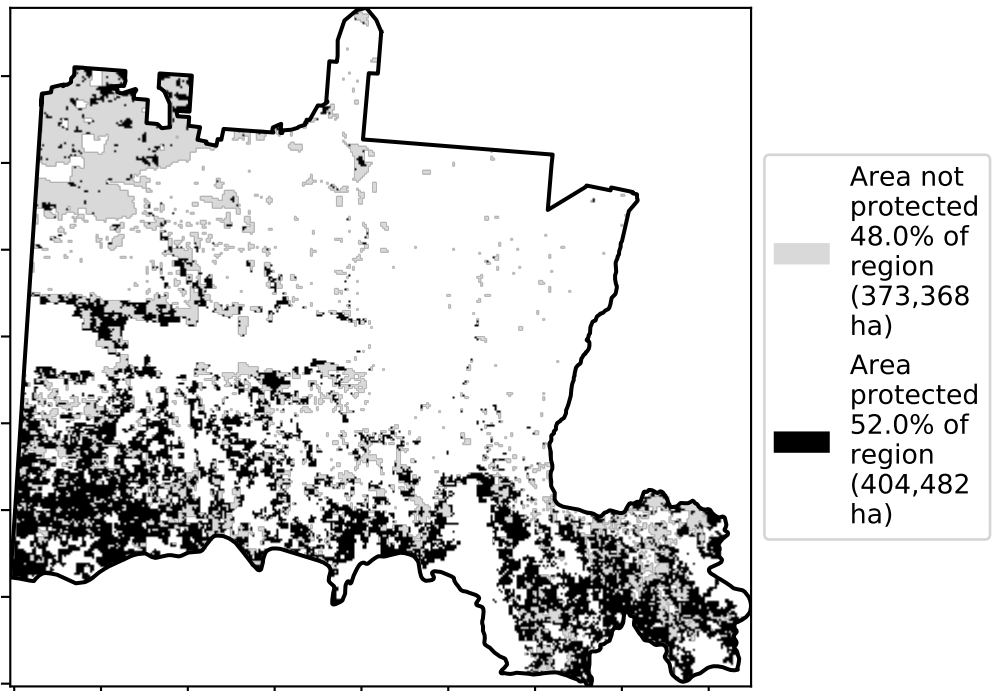 Area not
protected
48.0% of
region
(373,368
ha)
Area
protected
52.0% of
region
(404,482
ha)